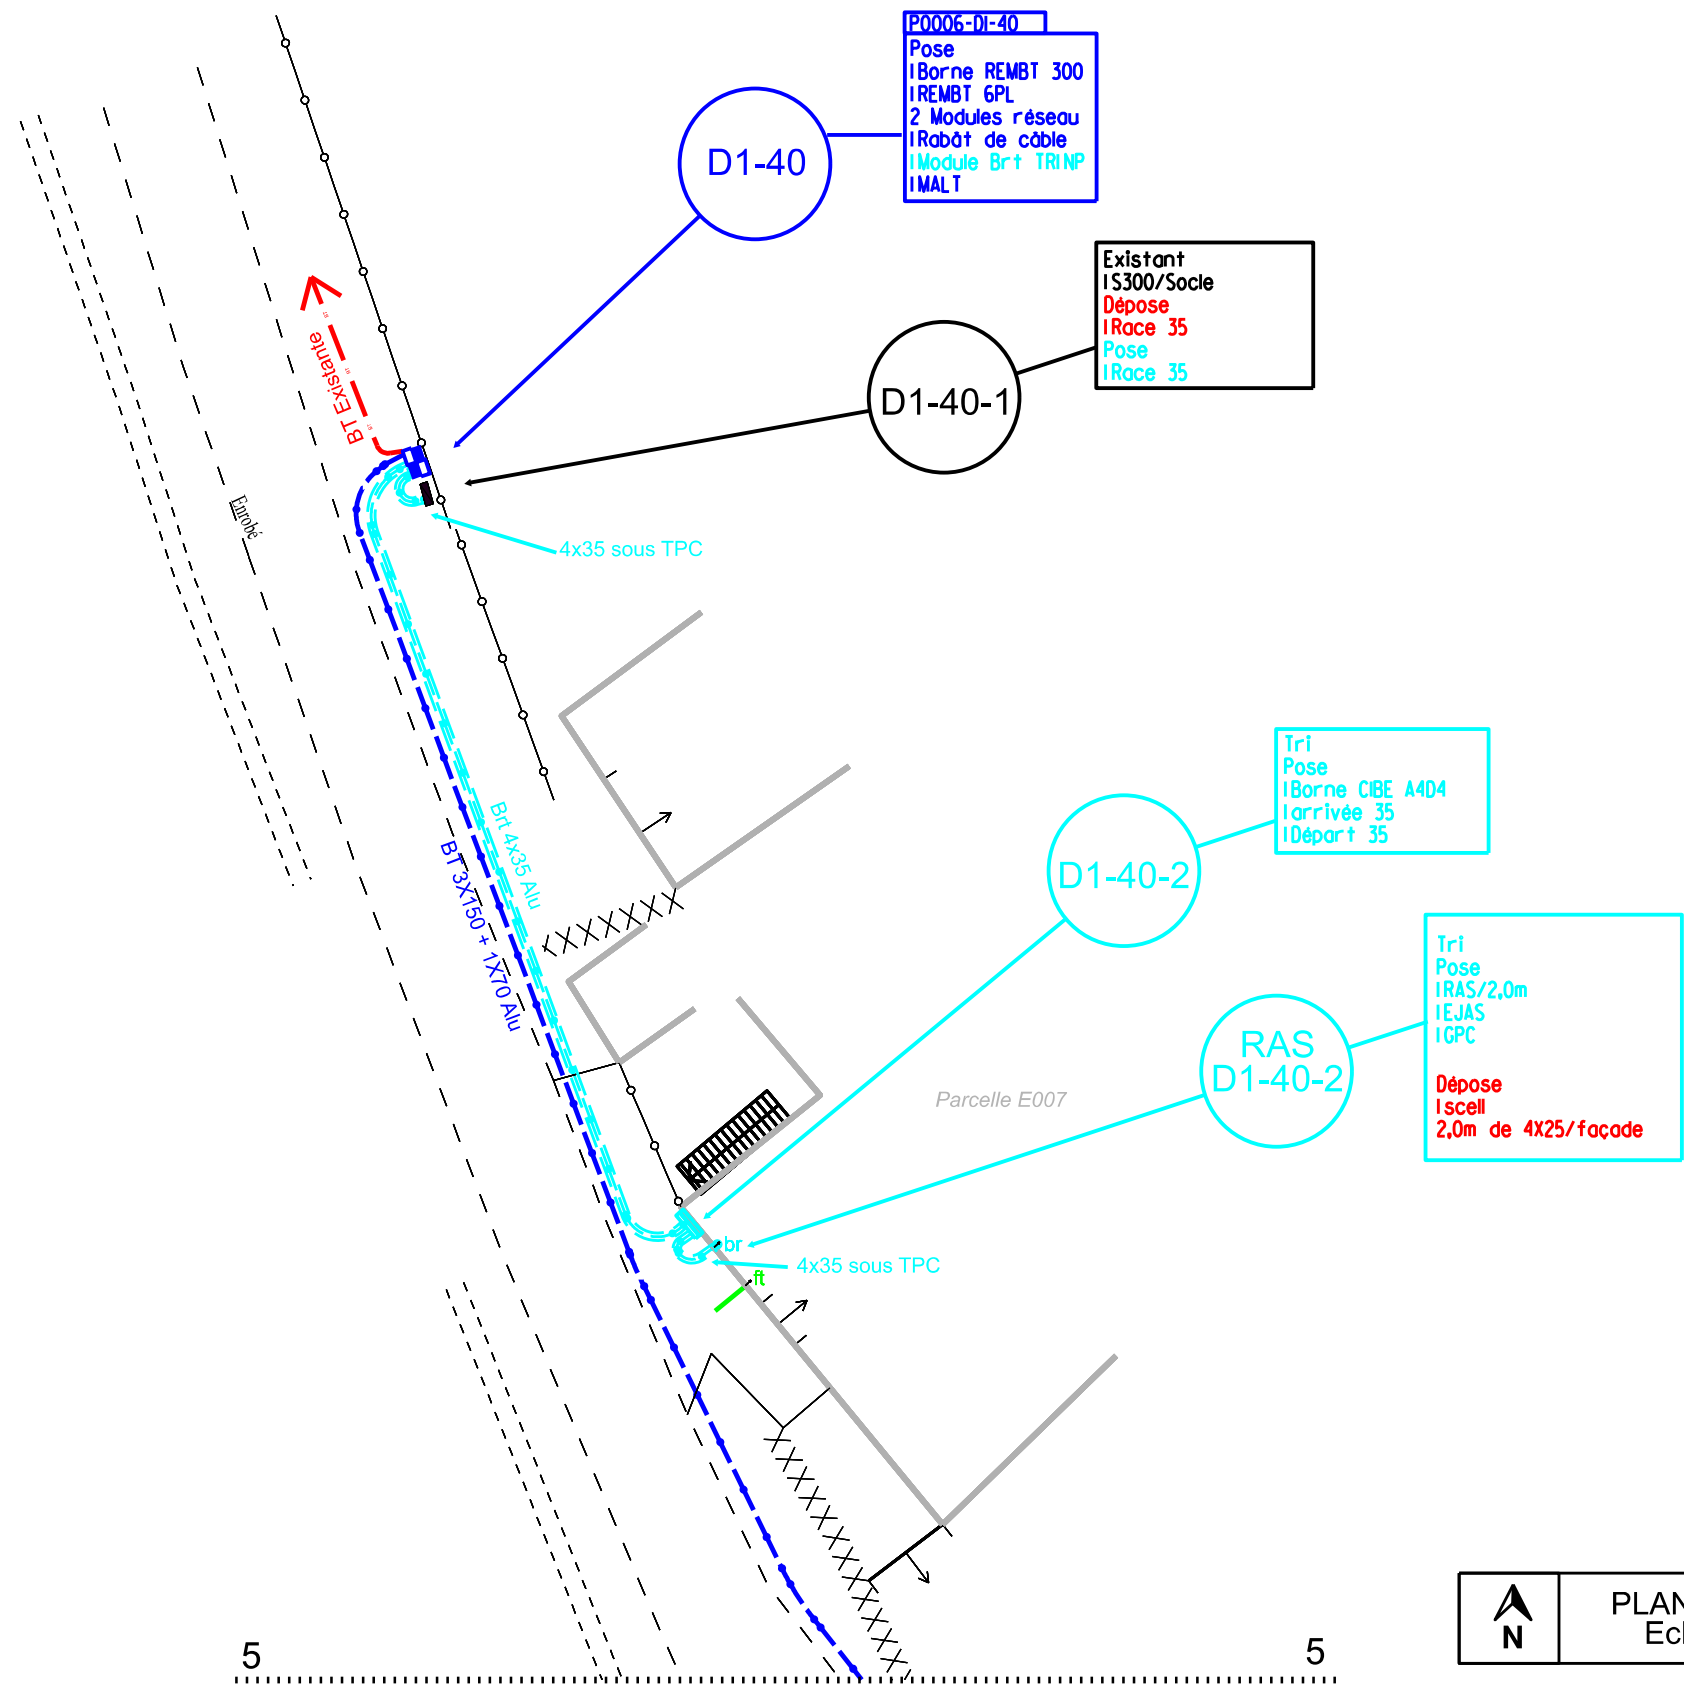 P0006-D1-40
Pose
1Borne REMBT 300
1REMBT 6PL
2 Modules réseau
1Rabât de câble
1Module Brt TRINP
1MALT
D1-40
Existant
1S300/Socle
Dépose
1Race 35
Pose
1Race 35
D1-40-1
BT Existante
Enrobé
4x35 sous TPC
Tri
Pose
1Borne CIBE A4D4
1arrivée 35
1Départ 35
D1-40-2
Brt 4x35 Alu
BT 3X150 + 1X70 Alu
Tri
Pose
1RAS/2,0m
1EJAS
1GPC
Dépose
1scell
2,0m de 4X25/façade
RAS
D1-40-2
Parcelle E007
br
4x35 sous TPC
ft
5
5
N
PLAN
Ech